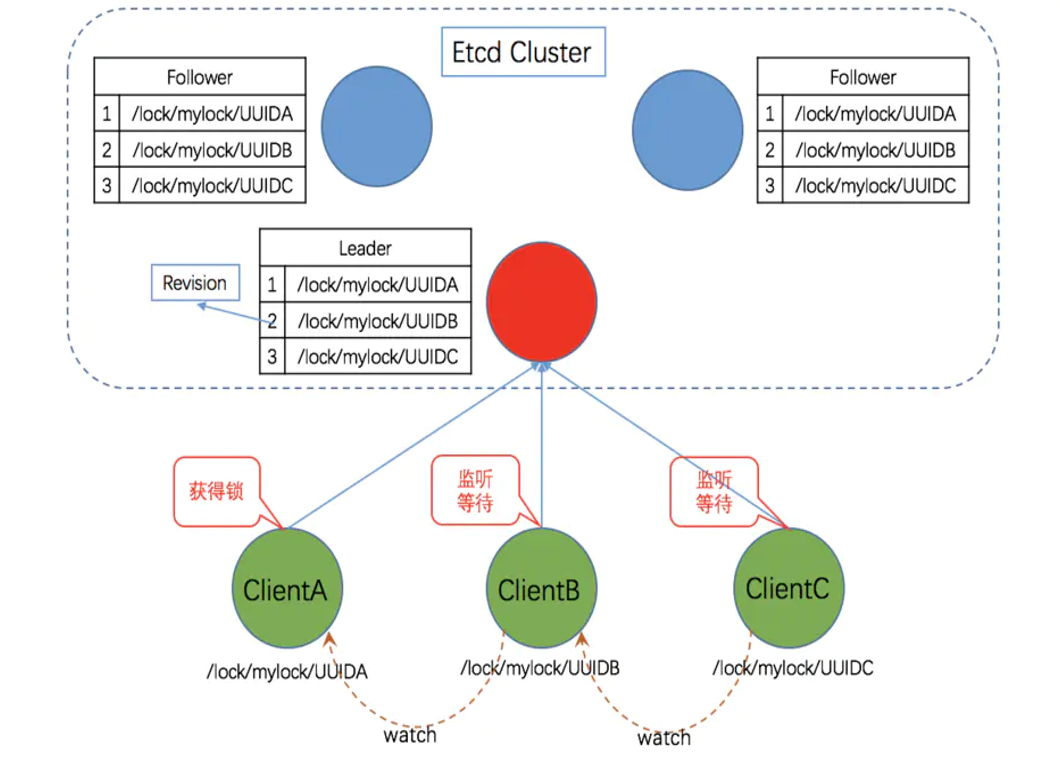 Etcd Cluster
Follower
1 /lock/mylock/UUIDA
2 /lock/mylock/UUIDB
3 /lock/mylock/UUIDC
Follower
1 /lock/mylock/UUIDA
2 /lock/mylock/UUIDB
3 /lock/mylock/UUIDC
Leader
1 /lock/mylock/UUIDA
2 /lock/mylock/UUIDB
3 /lock/mylock/UUIDC
Revision
获得锁
监听
等待
监听
等待
ClientA
ClientB
ClientC
/lock/mylock/UUIDA
/lock/mylock/UUIDB
/lock/mylock/UUIDC
watch
watch